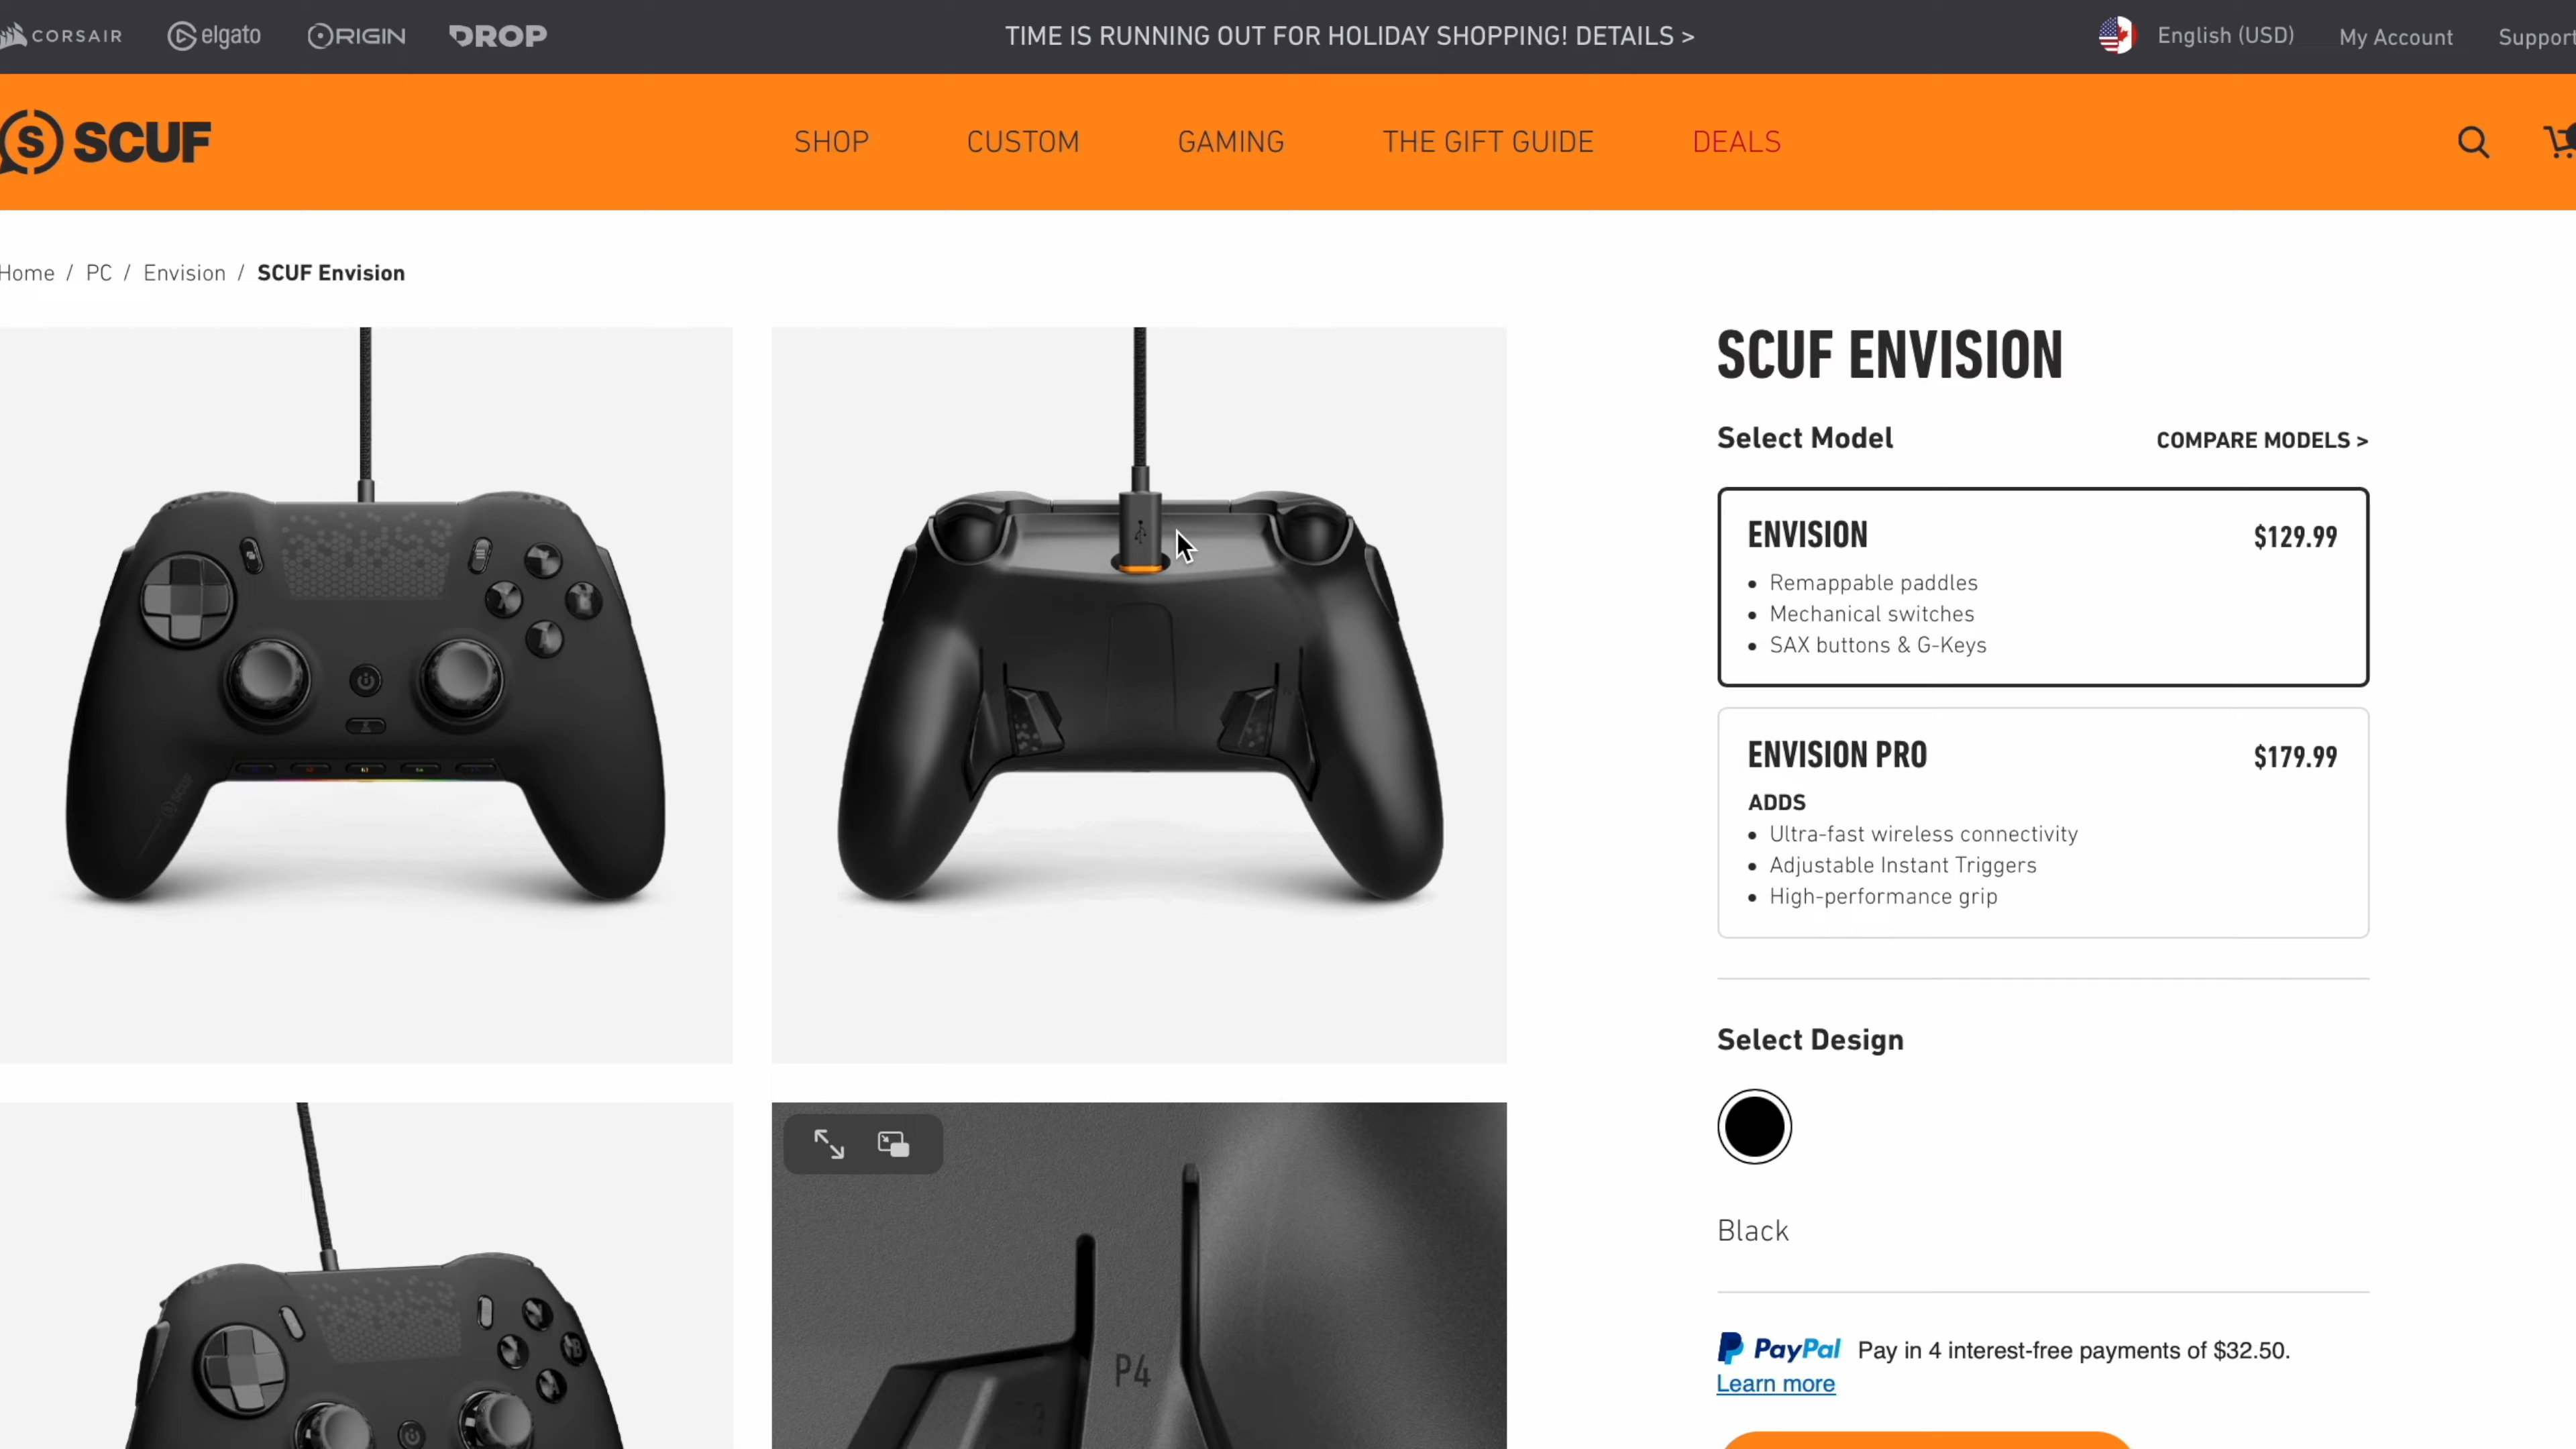 CORSAIR elgato ORIGIN DROP
TIME IS RUNNING OUT FOR HOLIDAY SHOPPING! DETAILS >
English (USD) My Account Support
S SCUF
SHOP CUSTOM GAMING THE GIFT GUIDE DEALS
Home / PC / Envision / SCUF Envision
SCUF ENVISION
Select Model
COMPARE MODELS >
ENVISION $129.99
• Remappable paddles
• Mechanical switches
• SAX buttons & G-Keys
ENVISION PRO $179.99
ADDS
• Ultra-fast wireless connectivity
• Adjustable Instant Triggers
• High-performance grip
Select Design
Black
P4
PayPal Pay in 4 interest-free payments of $32.50.
Learn more